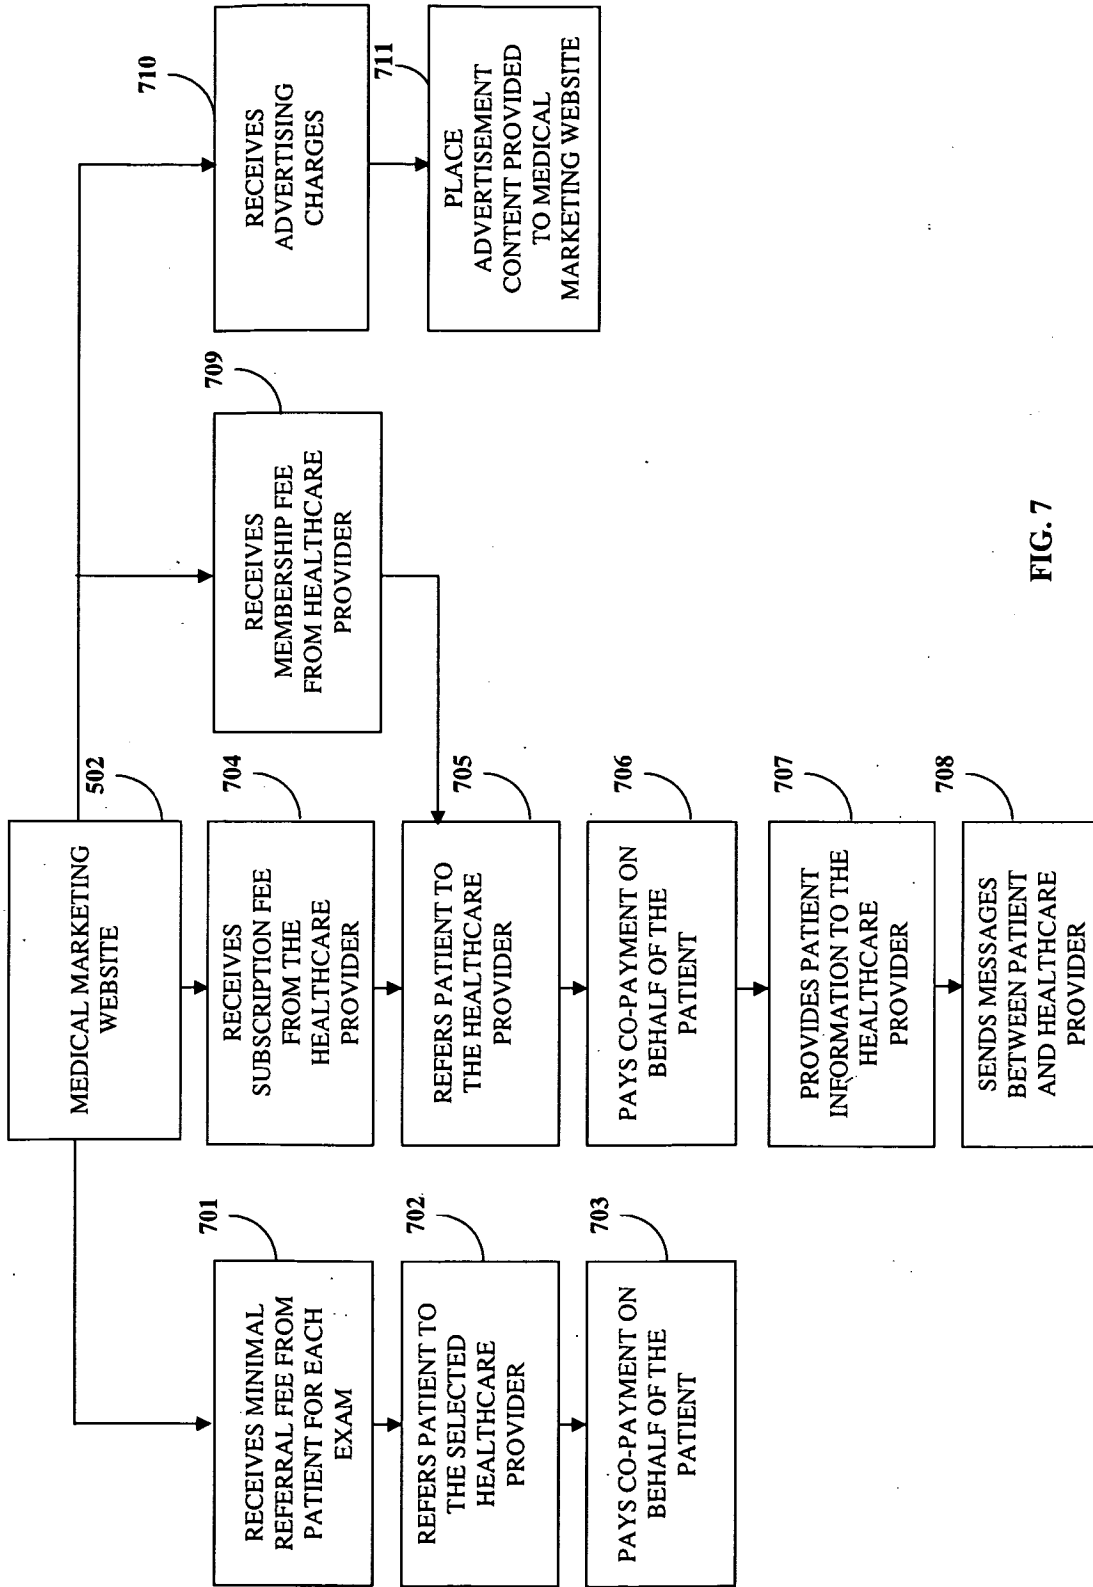 MEDICAL MARKETING
WEBSITE
502
701
RECEIVES MINIMAL
REFERRAL FEE FROM
PATIENT FOR EACH
EXAM
702
REFERS PATIENT TO
THE SELECTED
HEALTHCARE
PROVIDER
703
PAYS CO-PAYMENT ON
BEHALF OF THE
PATIENT
704
RECEIVES
SUBSCRIPTION FEE
FROM THE
HEALTHCARE
PROVIDER
705
REFERS PATIENT TO
THE HEALTHCARE
PROVIDER
706
PAYS CO-PAYMENT ON
BEHALF OF THE
PATIENT
707
PROVIDES PATIENT
INFORMATION TO THE
HEALTHCARE
PROVIDER
708
SENDS MESSAGES
BETWEEN PATIENT
AND HEALTHCARE
PROVIDER
709
RECEIVES
MEMBERSHIP FEE
FROM HEALTHCARE
PROVIDER
710
RECEIVES
ADVERTISING
CHARGES
711
PLACE
ADVERTISEMENT
CONTENT PROVIDED
TO MEDICAL
MARKETING WEBSITE
FIG. 7